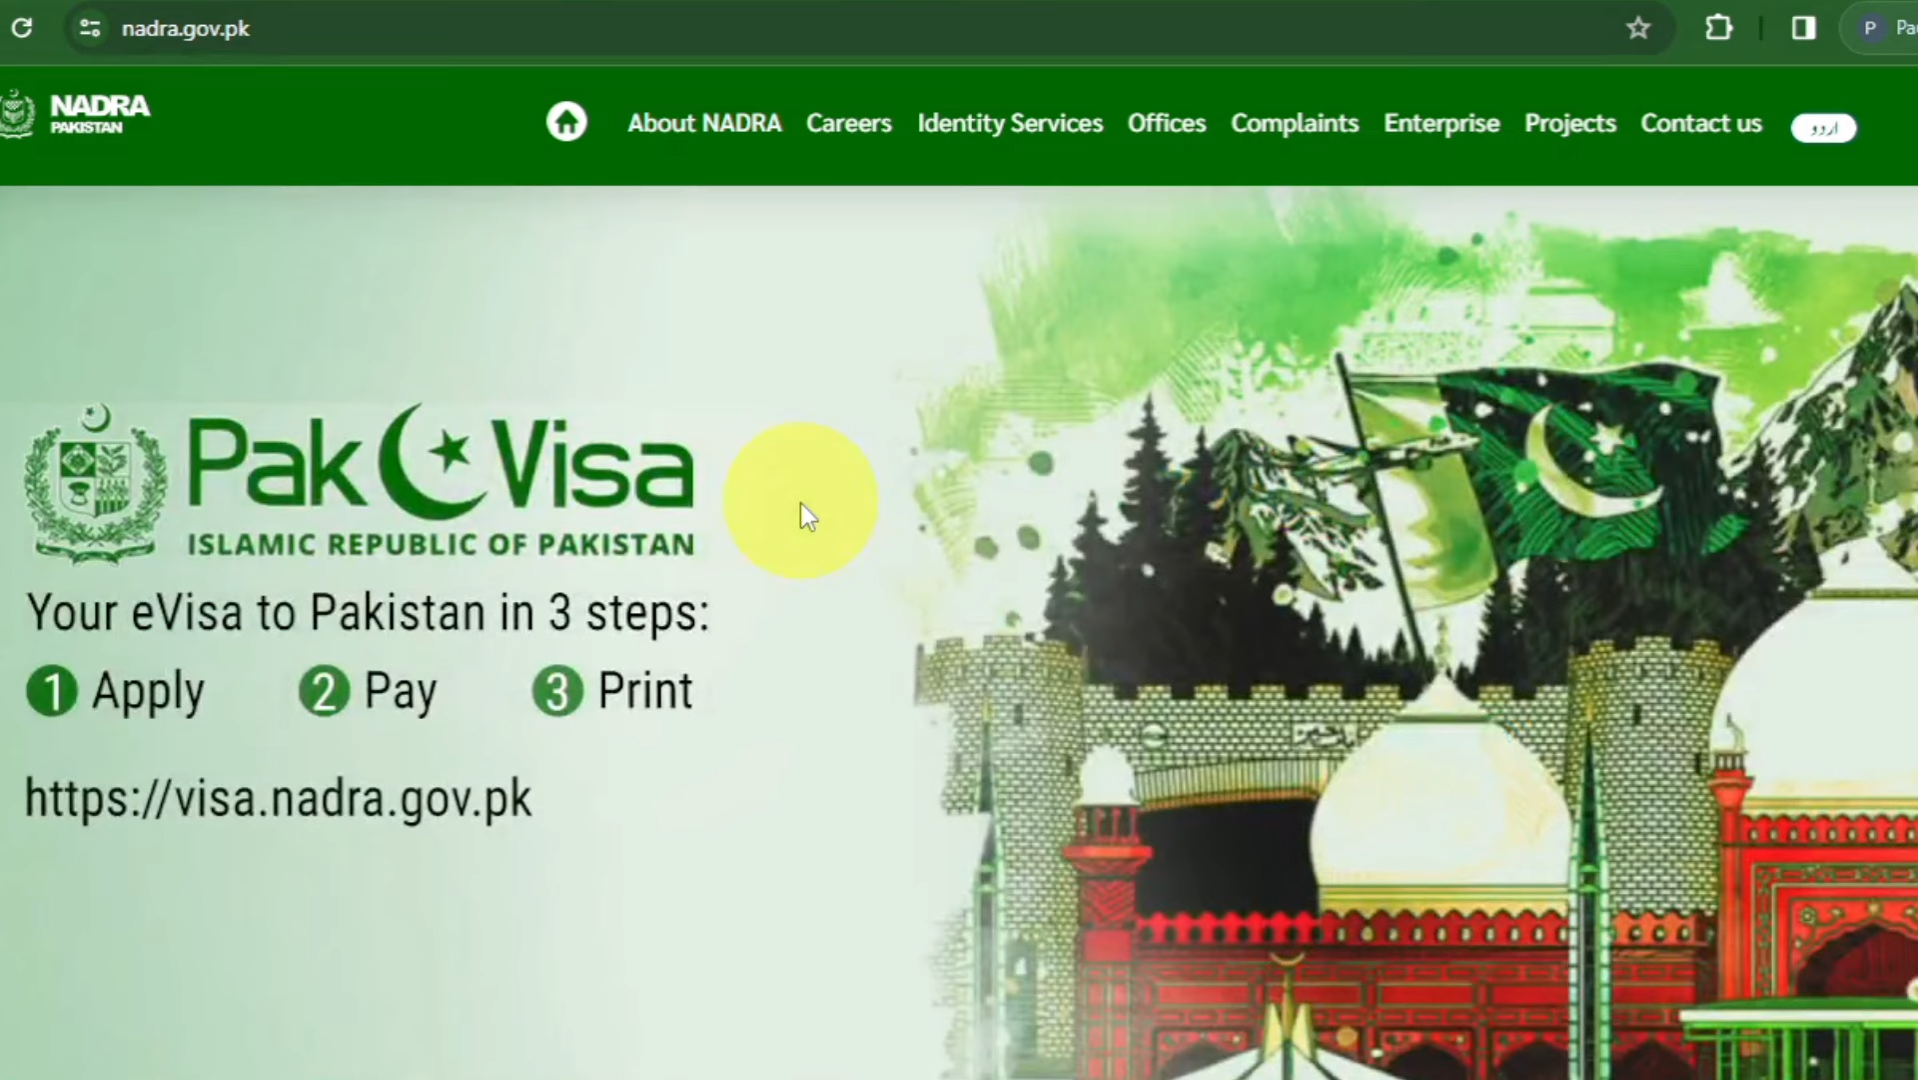 nadra.gov.pk
P
NADRA
PAKISTAN
About NADRA Careers Identity Services Offices Complaints Enterprise Projects Contact us اردو
Pak Visa
ISLAMIC REPUBLIC OF PAKISTAN
Your eVisa to Pakistan in 3 steps:
1 Apply 2 Pay 3 Print
https://visa.nadra.gov.pk